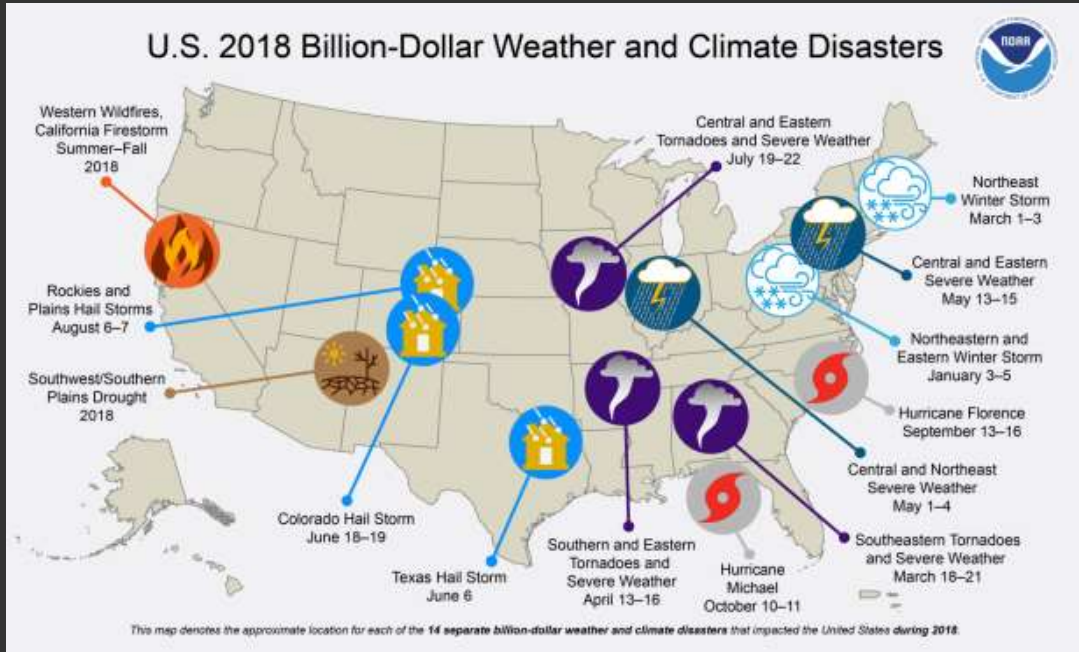 U.S. 2018 Billion-Dollar Weather and Climate Disasters
NOAA
Western Wildfires,
California Firestorm
Summer–Fall
2018
Central and Eastern
Tornadoes and Severe Weather
July 19–22
Northeast
Winter Storm
March 1–3
Central and Eastern
Severe Weather
May 13–15
Rockies and
Plains Hail Storms
August 6–7
Northeastern and
Eastern Winter Storm
January 3–5
Southwest/Southern
Plains Drought
2018
Hurricane Florence
September 13–16
Central and Northeast
Severe Weather
May 1–4
Colorado Hail Storm
June 18–19
Texas Hail Storm
June 6
Southern and Eastern
Tornadoes and
Severe Weather
April 13–16
Hurricane
Michael
October 10–11
Southeastern Tornadoes
and Severe Weather
March 18–21
This map denotes the approximate location for each of the 14 separate billion-dollar weather and climate disasters that impacted the United States during 2018.